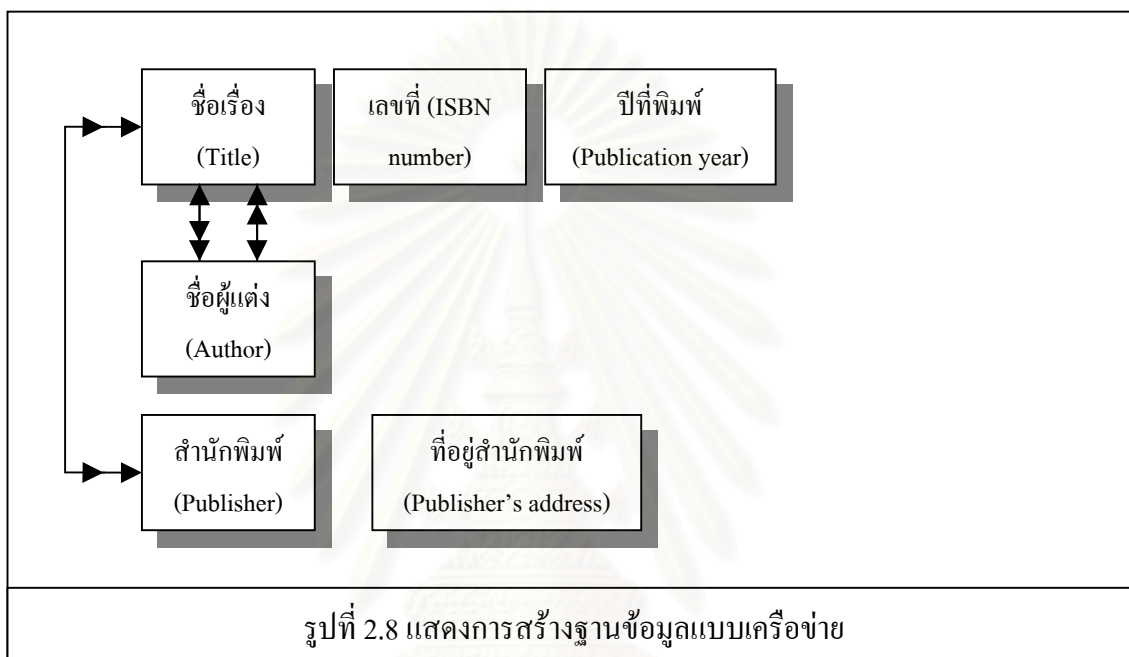 ชื่อเรื่อง
(Title)
เลขที่ (ISBN
number)
ปีที่พิมพ์
(Publication year)
ชื่อผู้แต่ง
(Author)
สำนักพิมพ์
(Publisher)
ที่อยู่สำนักพิมพ์
(Publisher’s address)
รูปที่ 2.8 แสดงการสร้างฐานข้อมูลแบบเครือข่าย